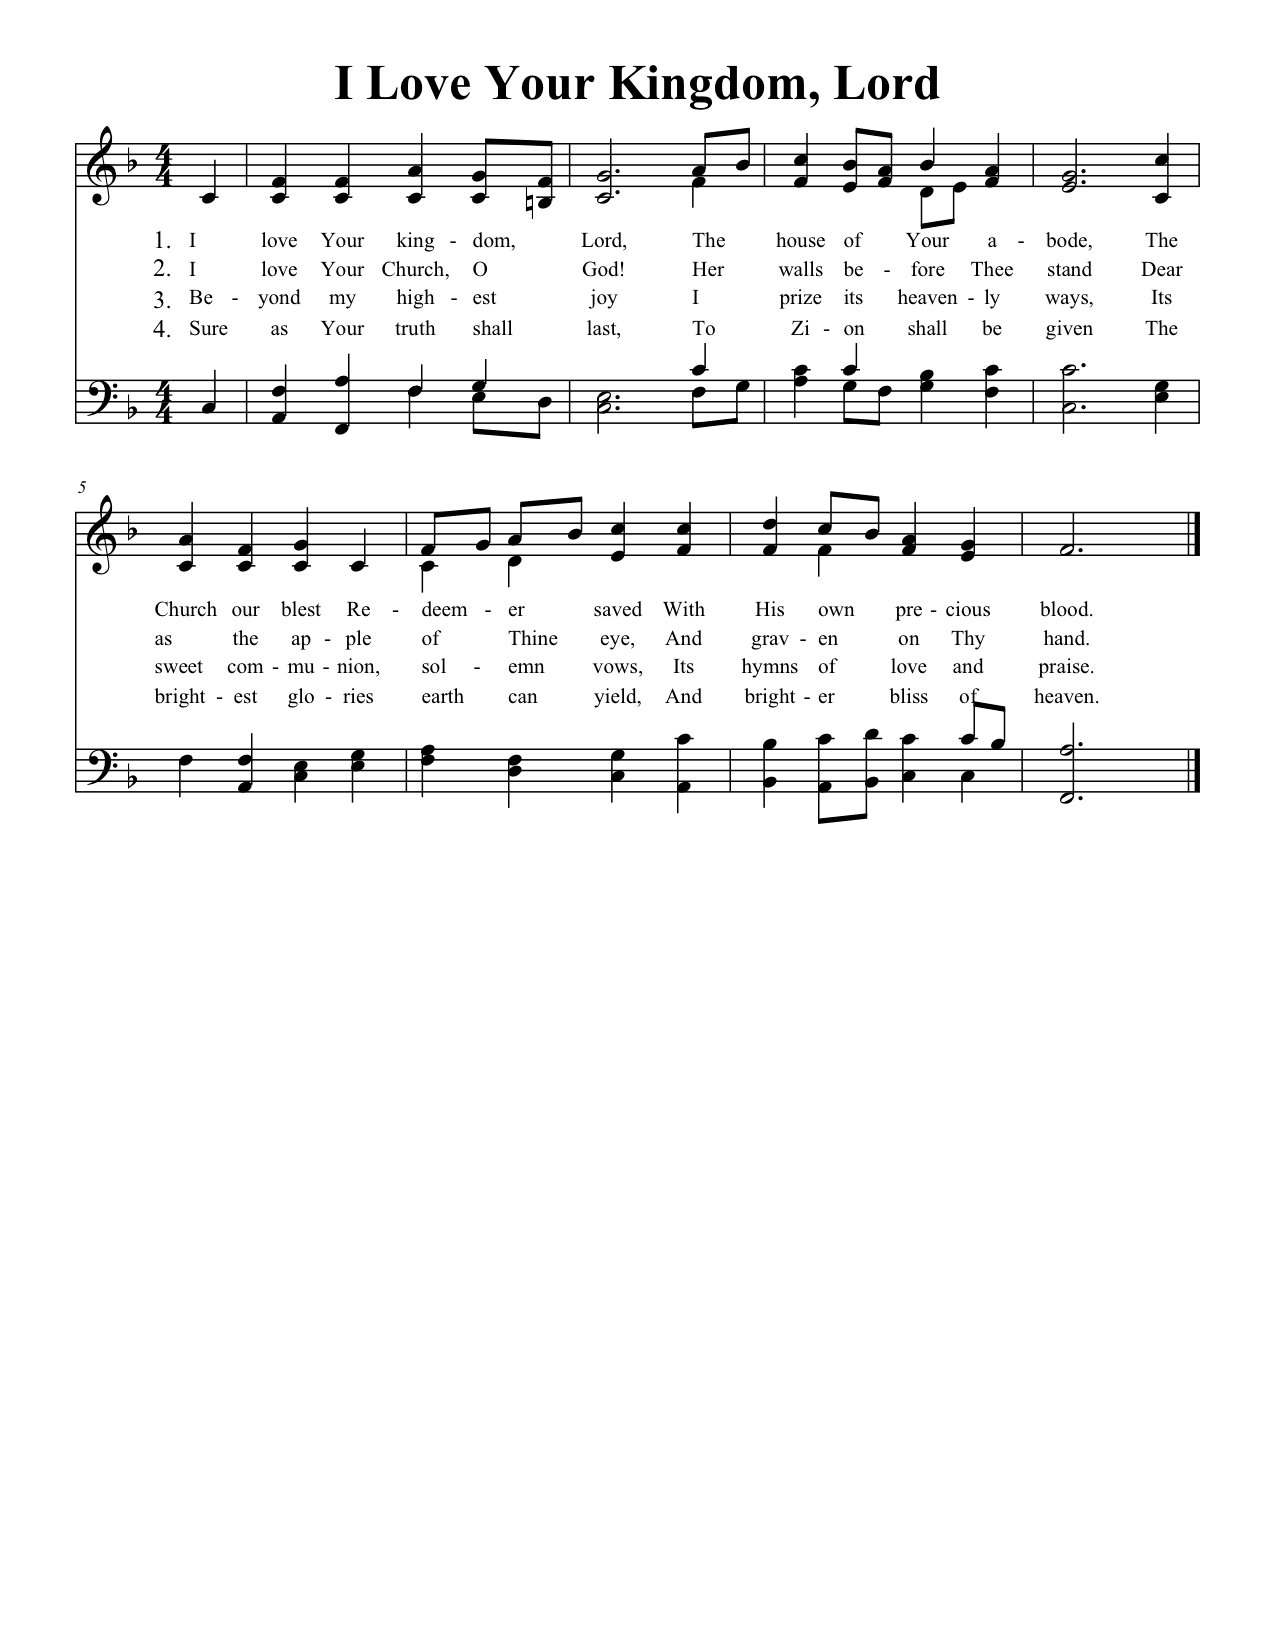 I Love Your Kingdom, Lord
4 4
1. I love Your king - dom, Lord, The house of Your a - bode, The
2. I love Your Church, O God! Her walls be - fore Thee stand Dear
3. Be - yond my high - est joy I prize its heaven - ly ways, Its
4. Sure as Your truth shall last, To Zi - on shall be given The
4 4
5
Church our blest Re - deem - er saved With His own pre - cious blood.
as the ap - ple of Thine eye, And grav - en on Thy hand.
sweet com - mu - nion, sol - emn vows, Its hymns of love and praise.
bright - est glo - ries earth can yield, And bright - er bliss of heaven.